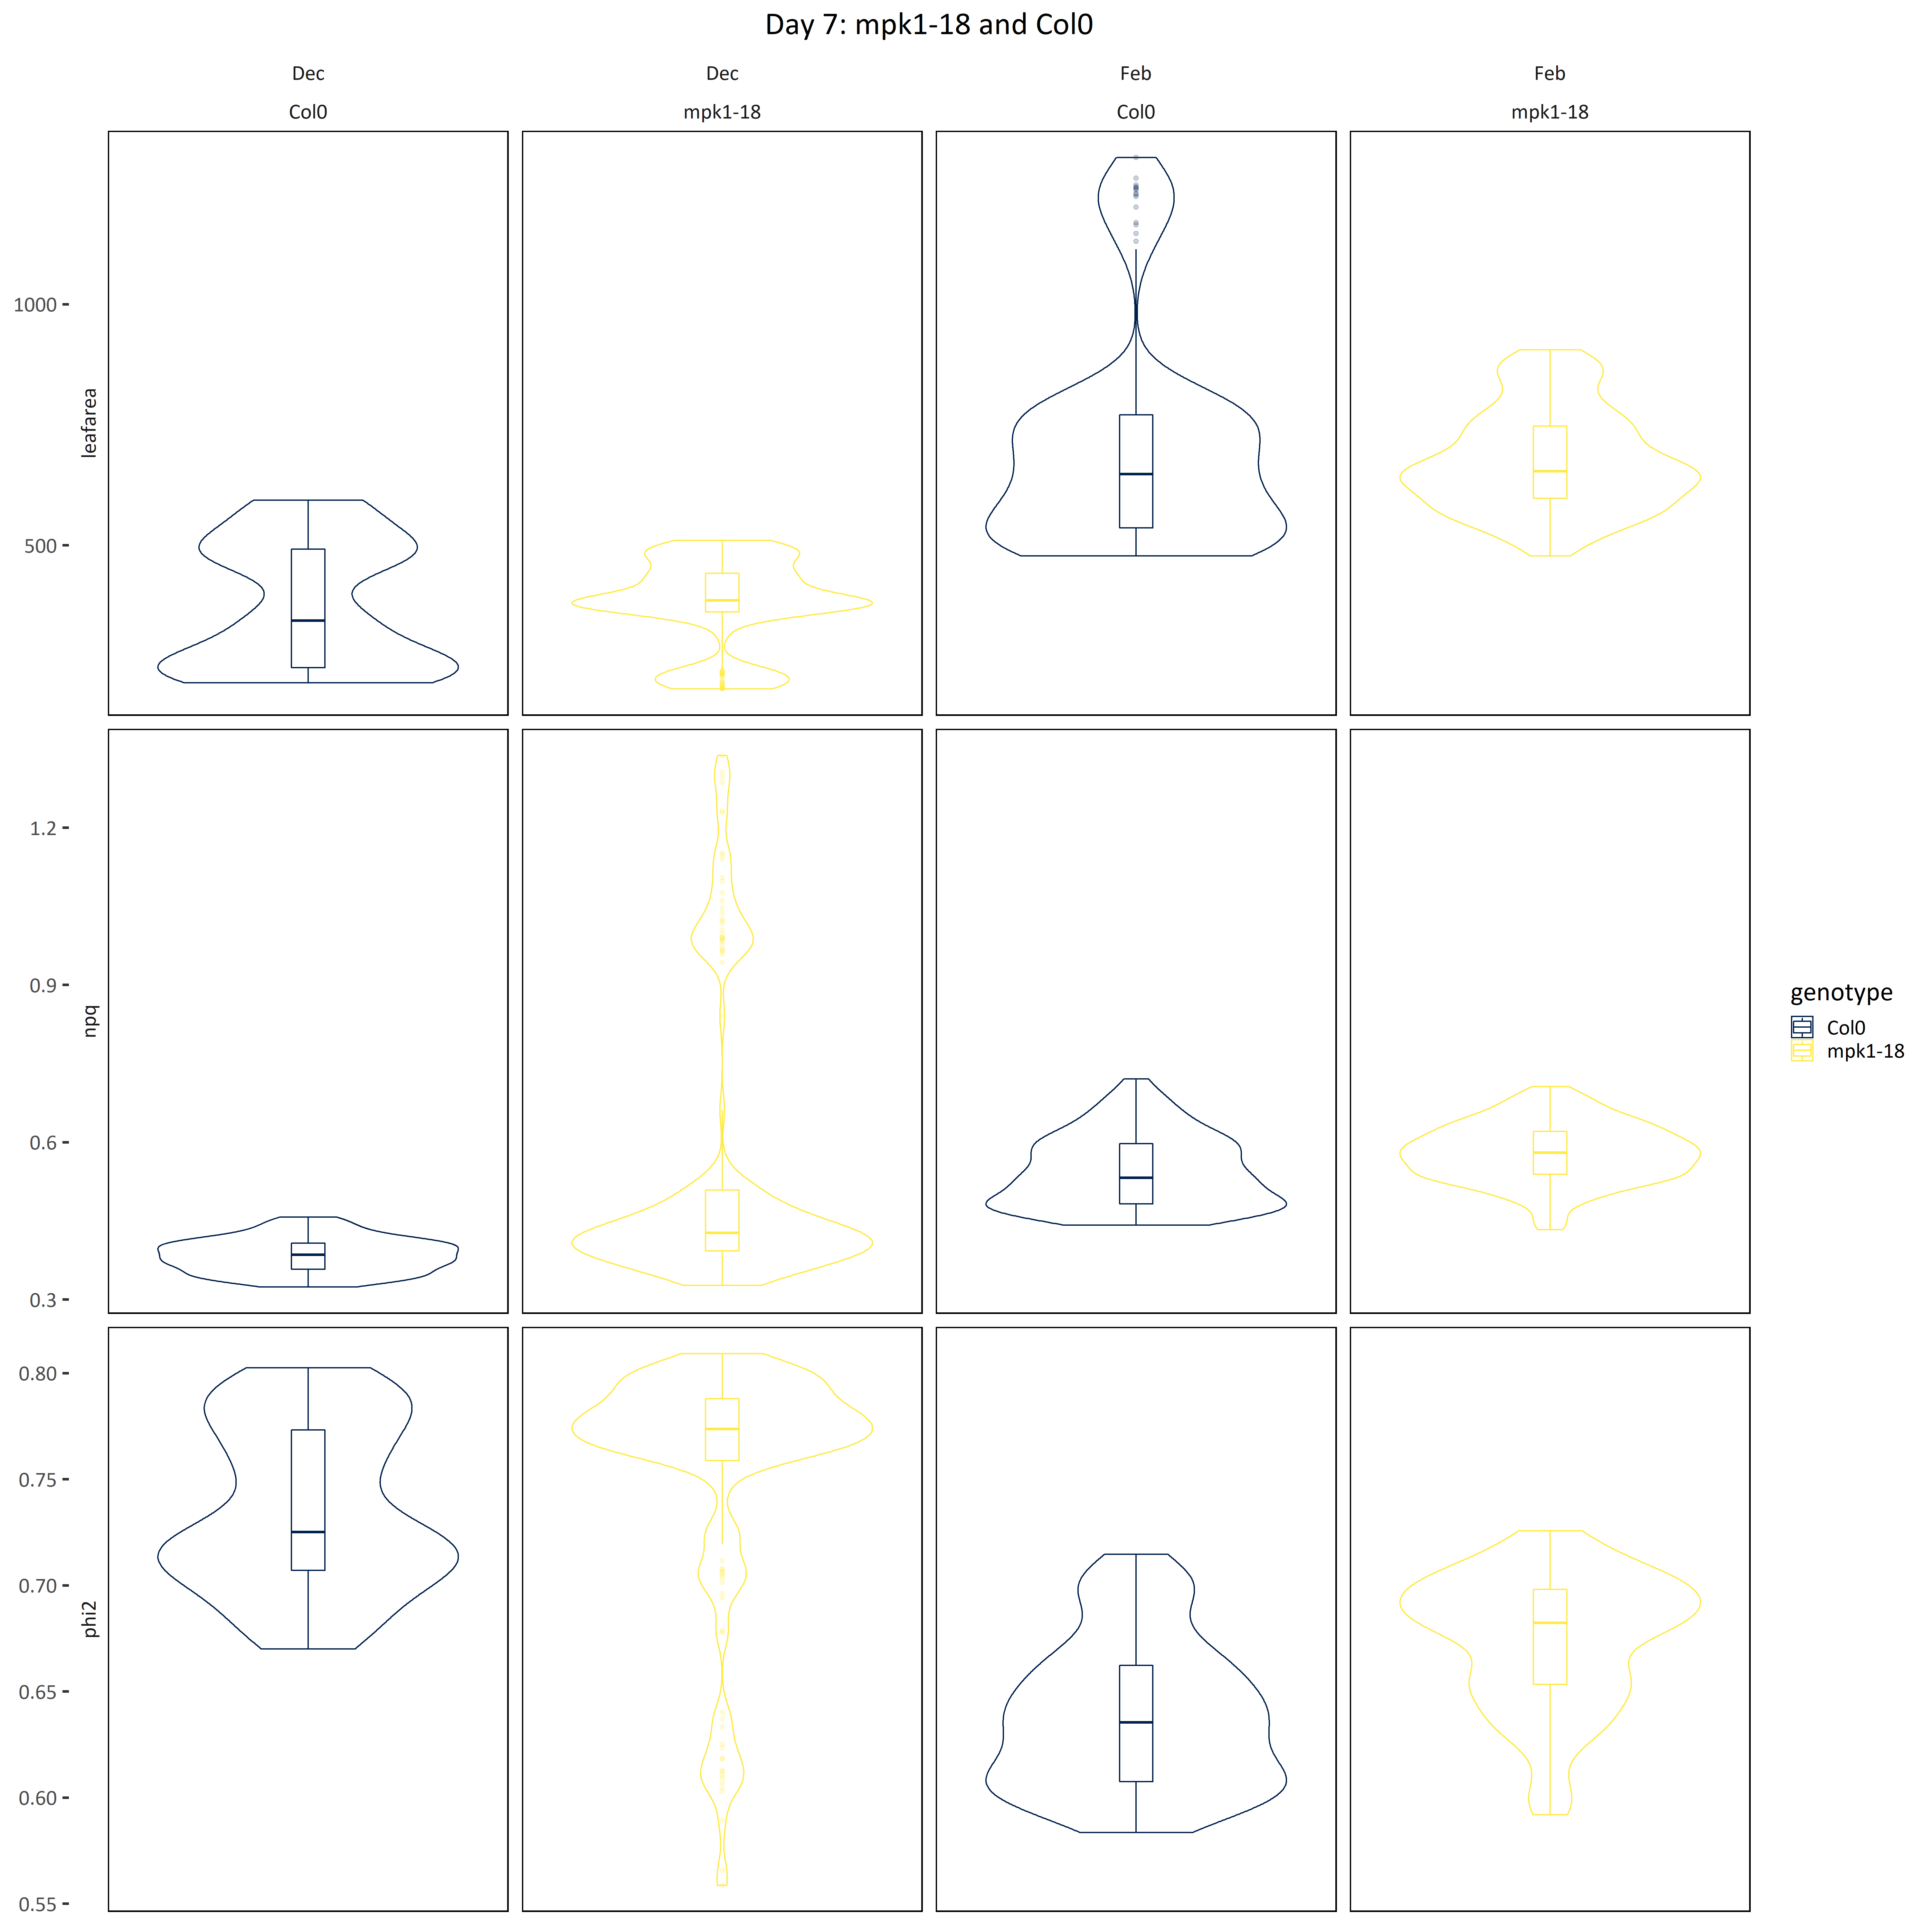 Day 7: mpk1-18 and Col0
Dec Dec Feb Feb
Col0 mpk1-18 Col0 mpk1-18
1000
500
leafarea
1.2
0.9
0.6
0.3
npq
0.80
0.75
0.70
0.65
0.60
0.55
phi2
genotype
Col0
mpk1-18